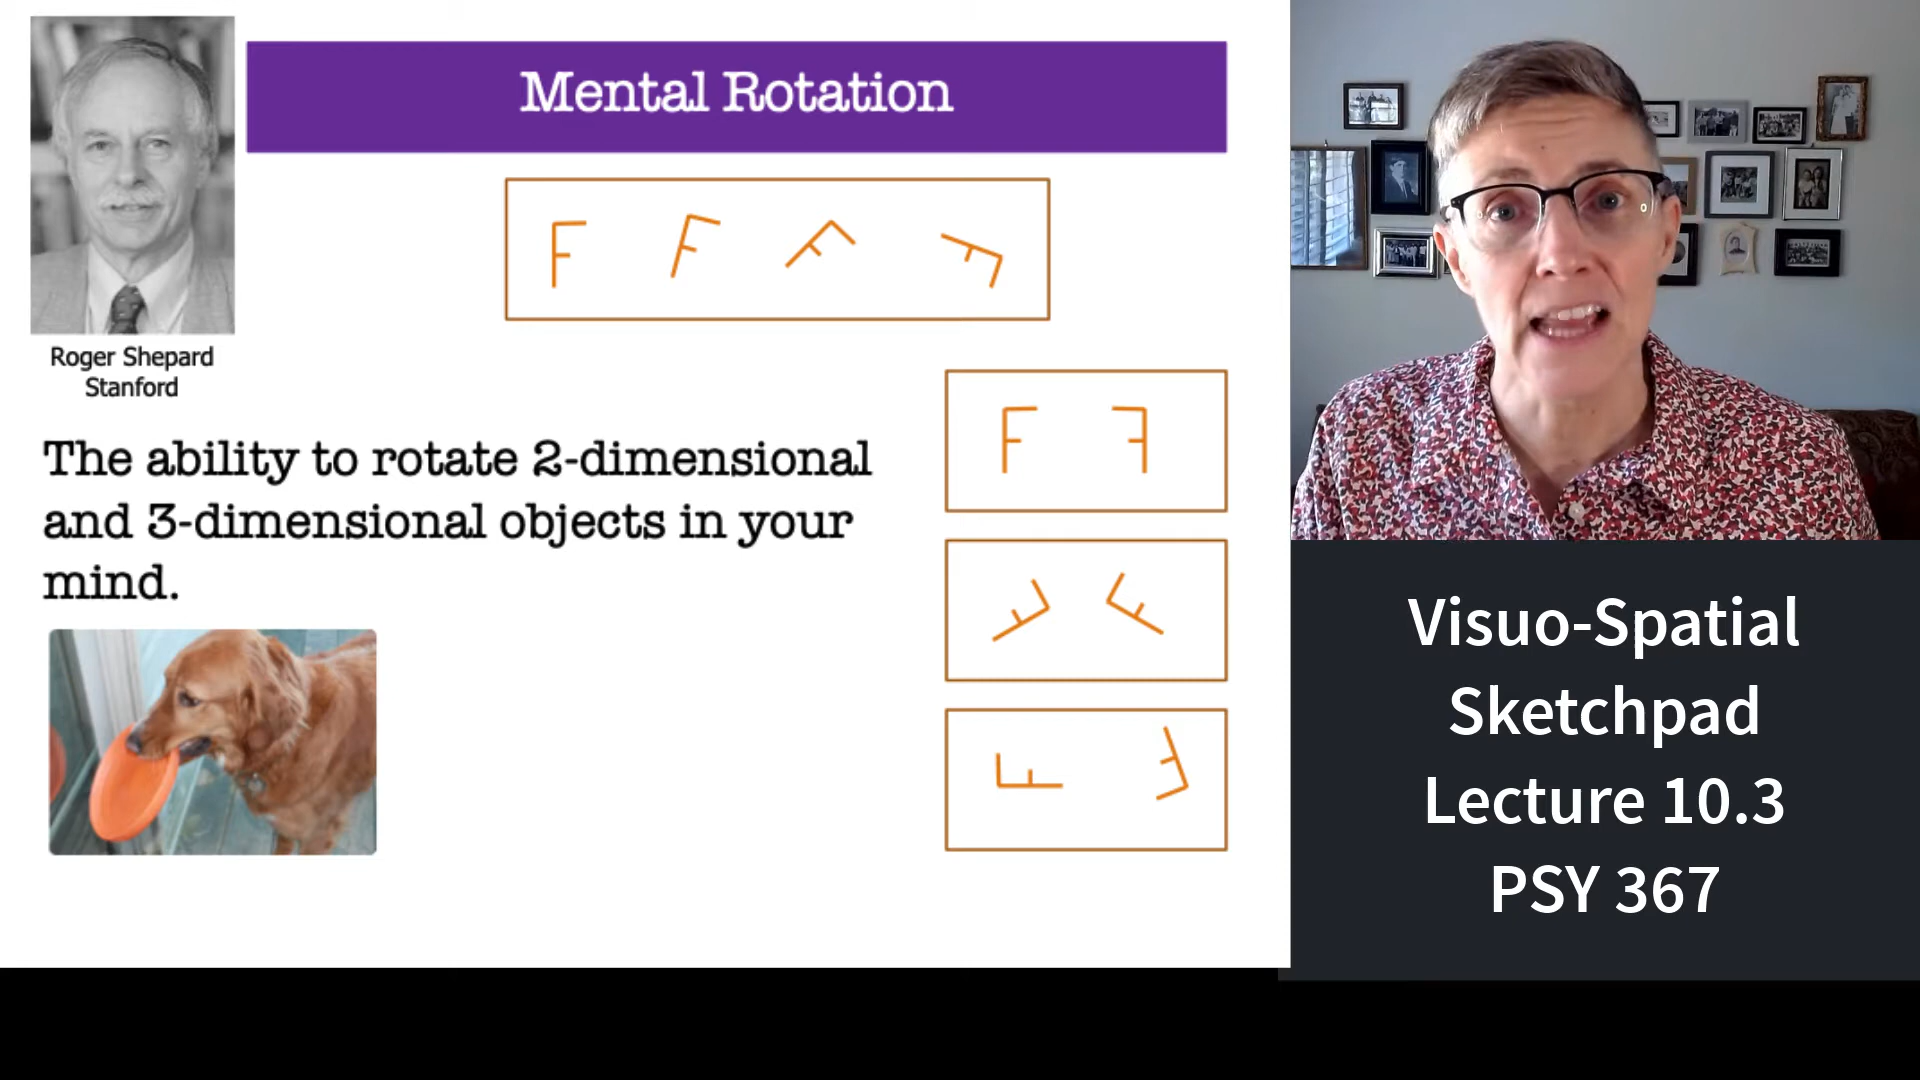 Mental Rotation
F F F F
Roger Shepard
Stanford
The ability to rotate 2-dimensional
and 3-dimensional objects in your
mind.
Visuo-Spatial
Sketchpad
Lecture 10.3
PSY 367